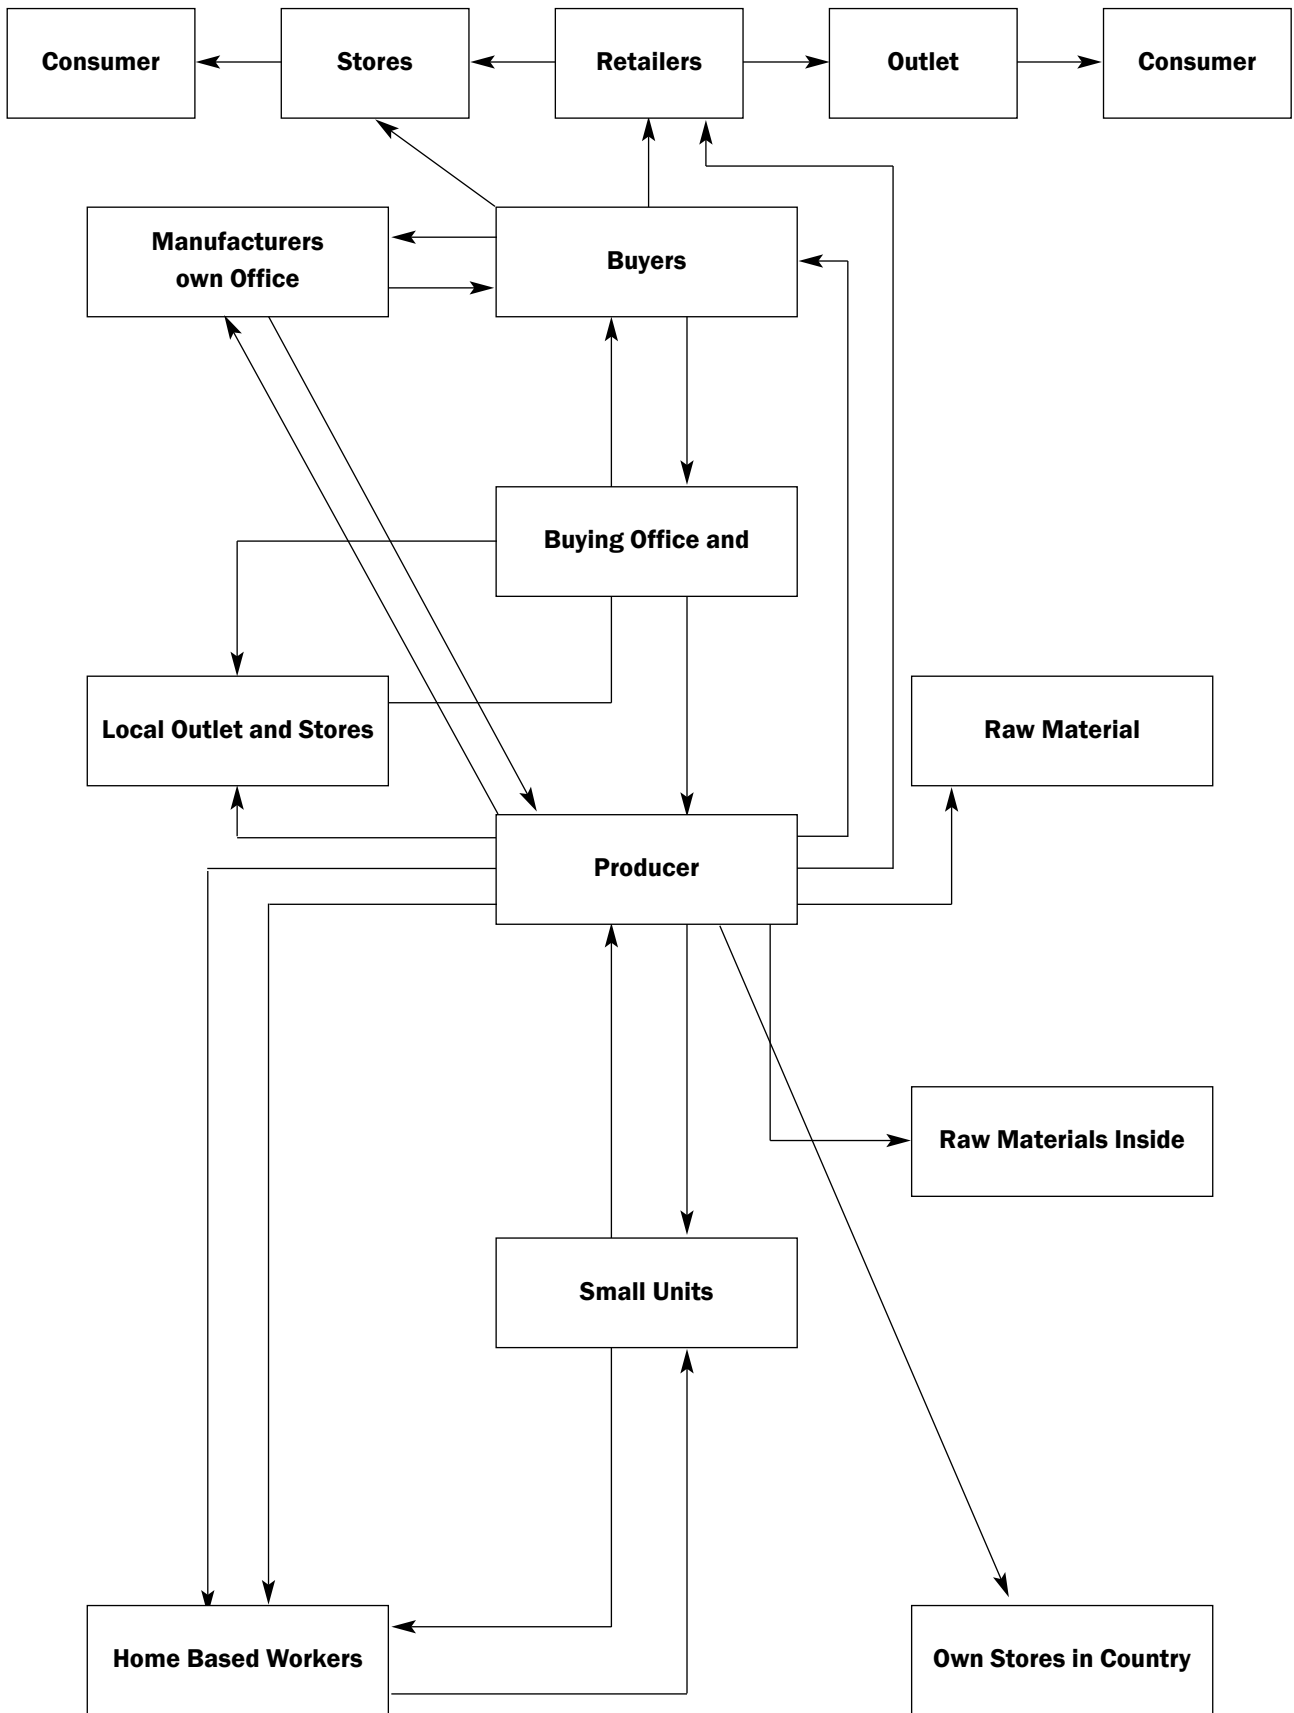 Consumer
Stores
Retailers
Outlet
Consumer
Manufacturers
own Office
Buyers
Buying Office and
Local Outlet and Stores
Raw Material
Producer
Raw Materials Inside
Small Units
Home Based Workers
Own Stores in Country